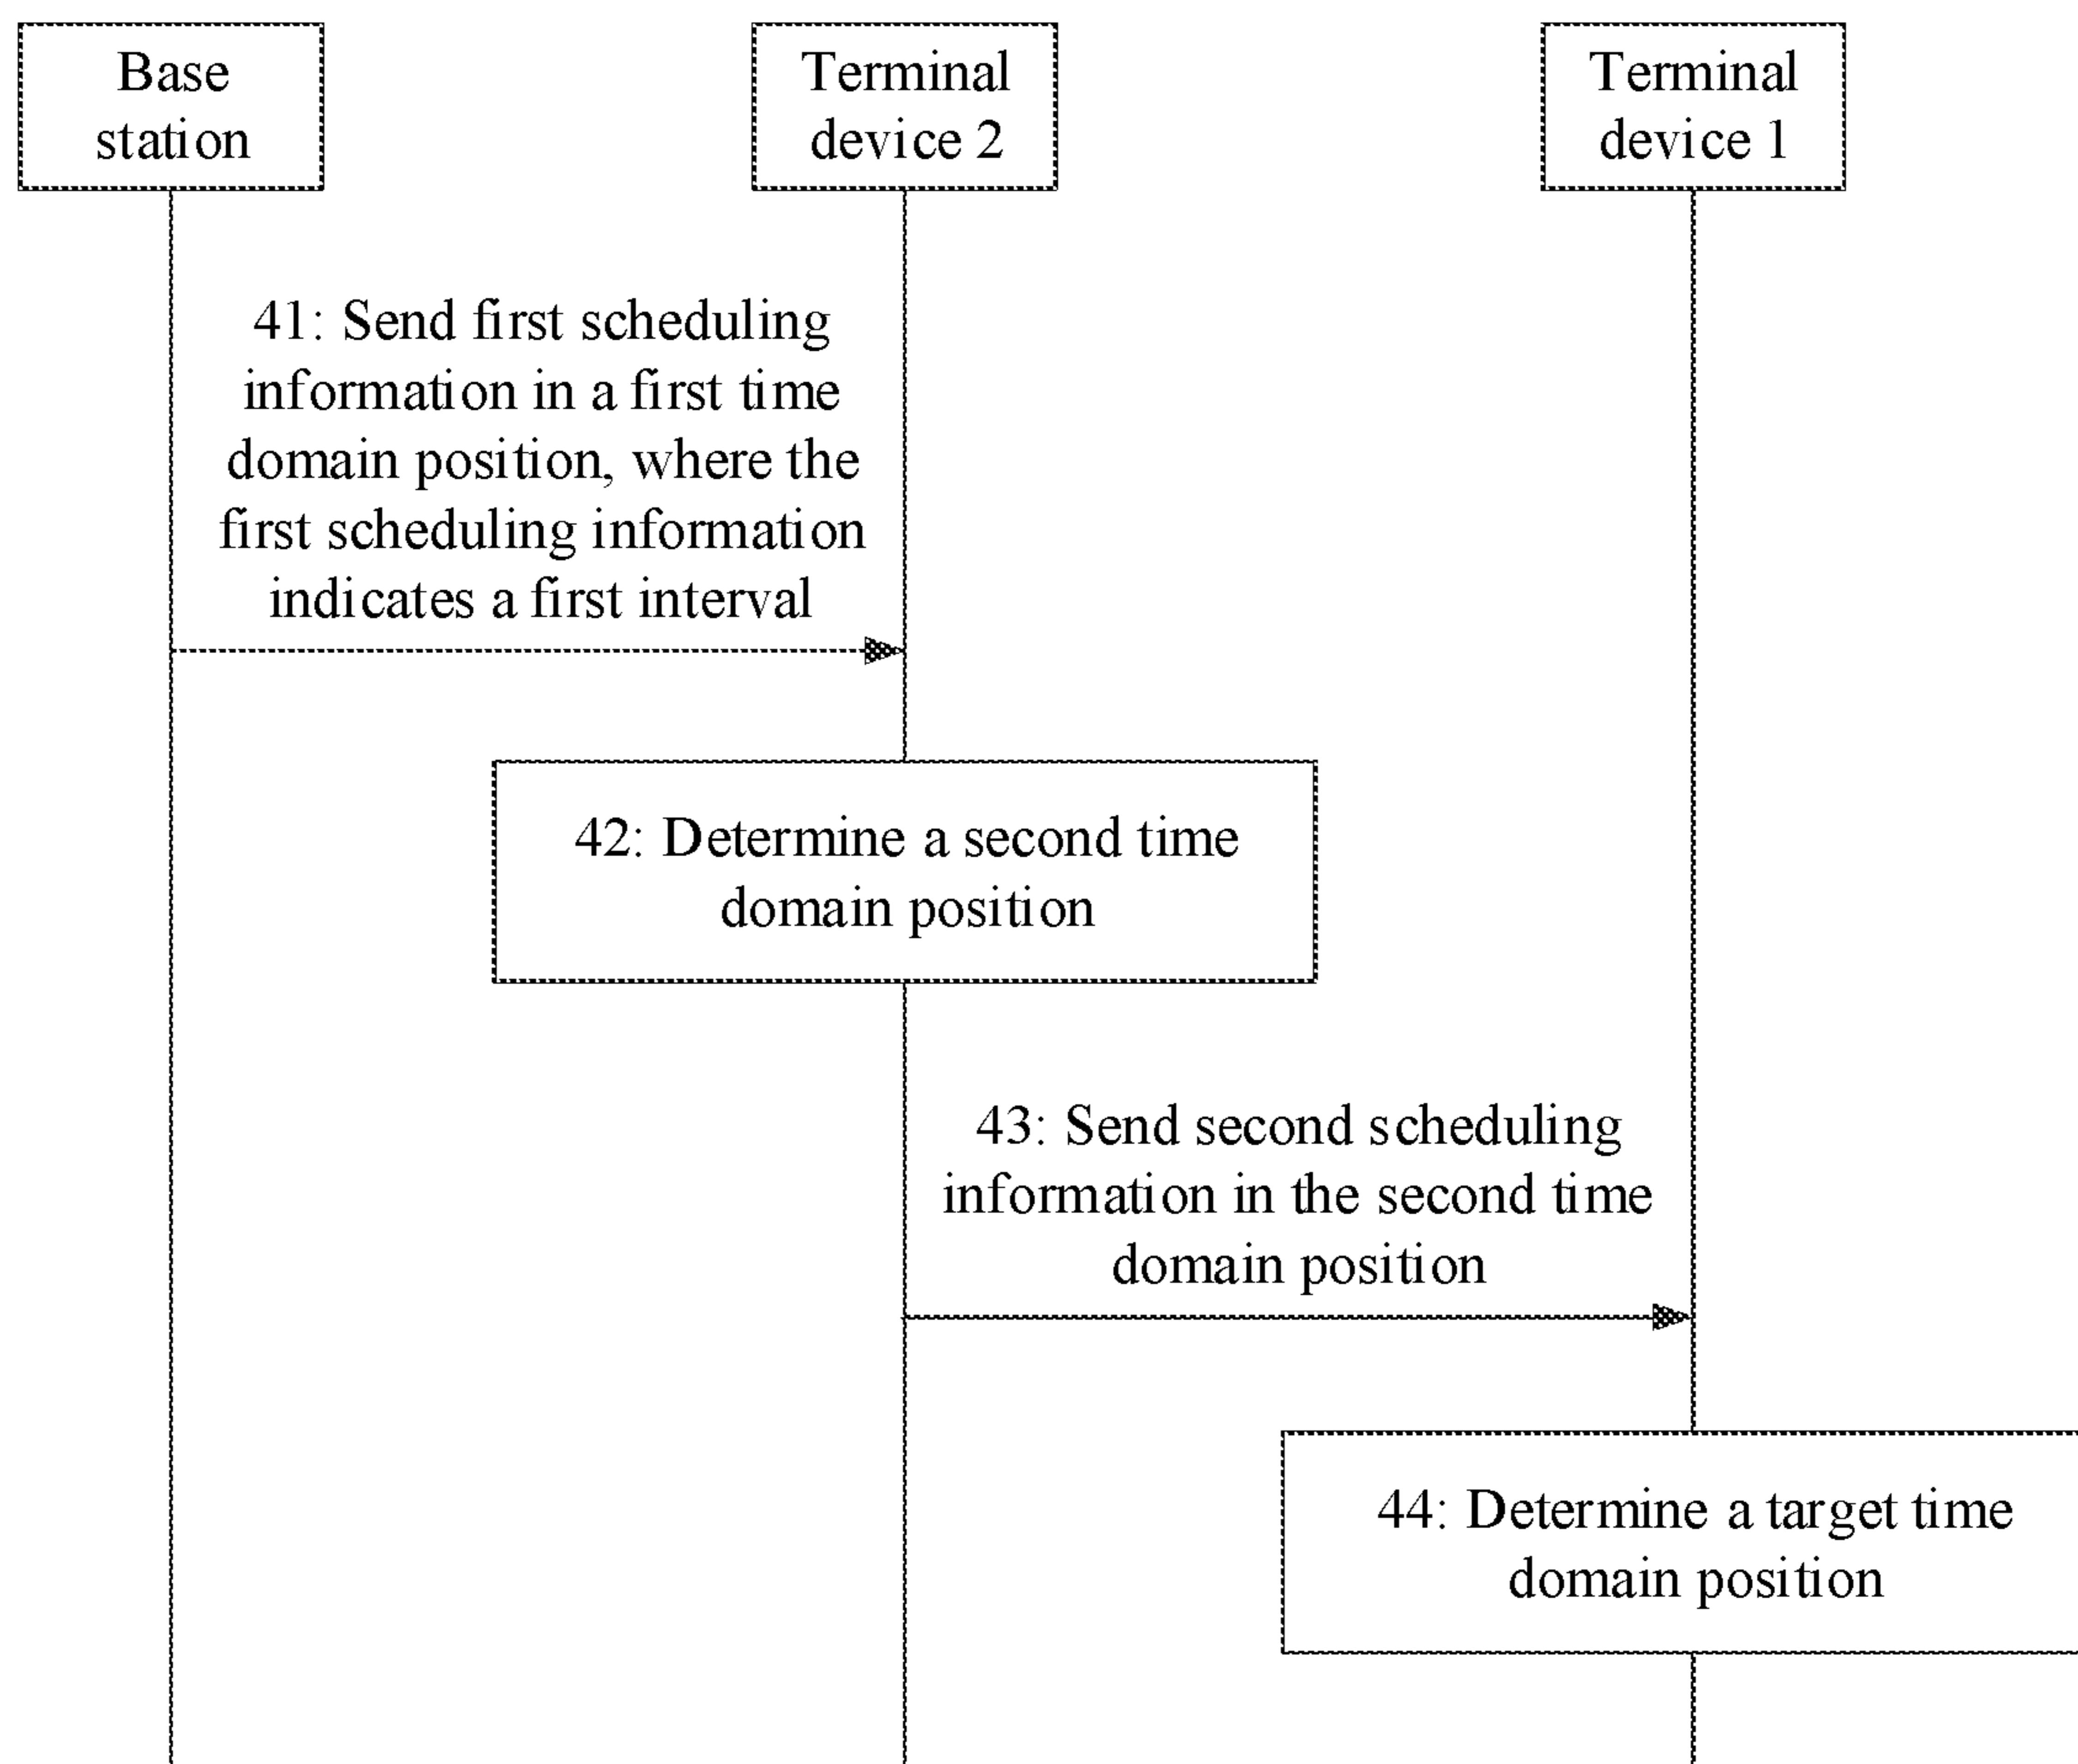 Base
station
Terminal
device 2
Terminal
device 1
41: Send first scheduling
information in a first time
domain position, where the
first scheduling information
indicates a first interval
42: Determine a second time
domain position
43: Send second scheduling
information in the second time
domain position
44: Determine a target time
domain position